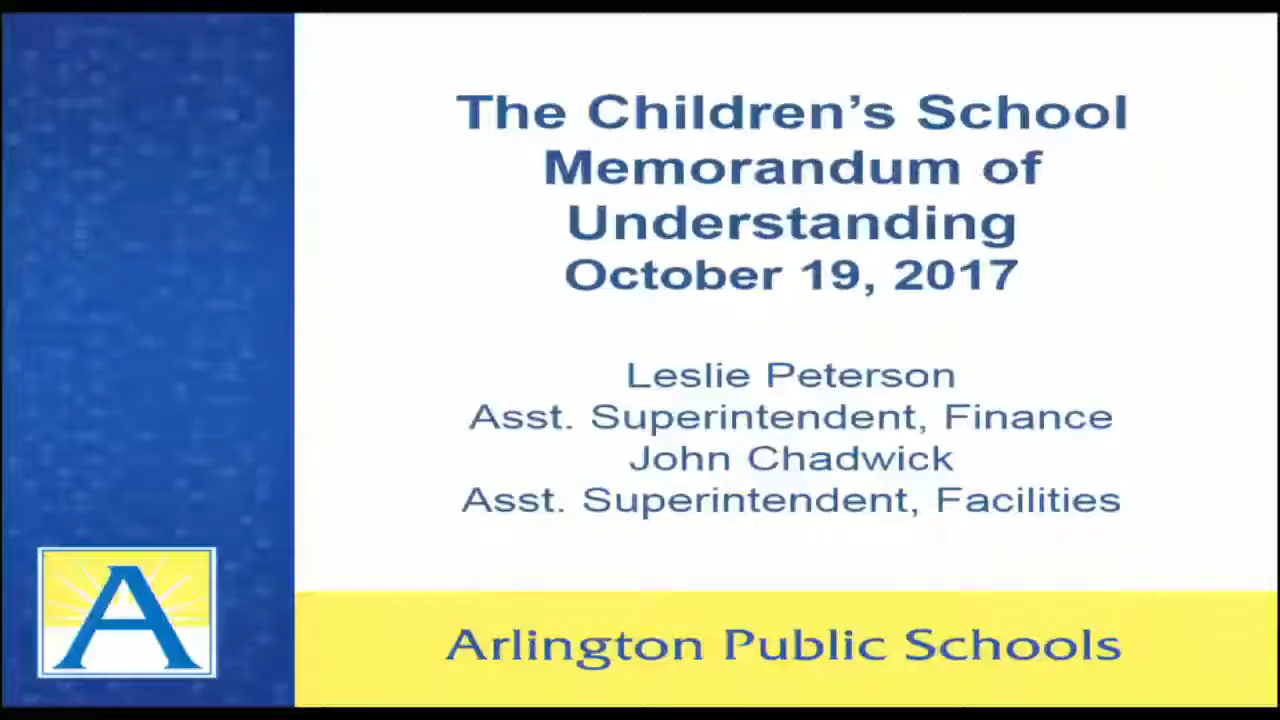 The Children’s School
Memorandum of
Understanding
October 19, 2017
Leslie Peterson
Asst. Superintendent, Finance
John Chadwick
Asst. Superintendent, Facilities
A
Arlington Public Schools